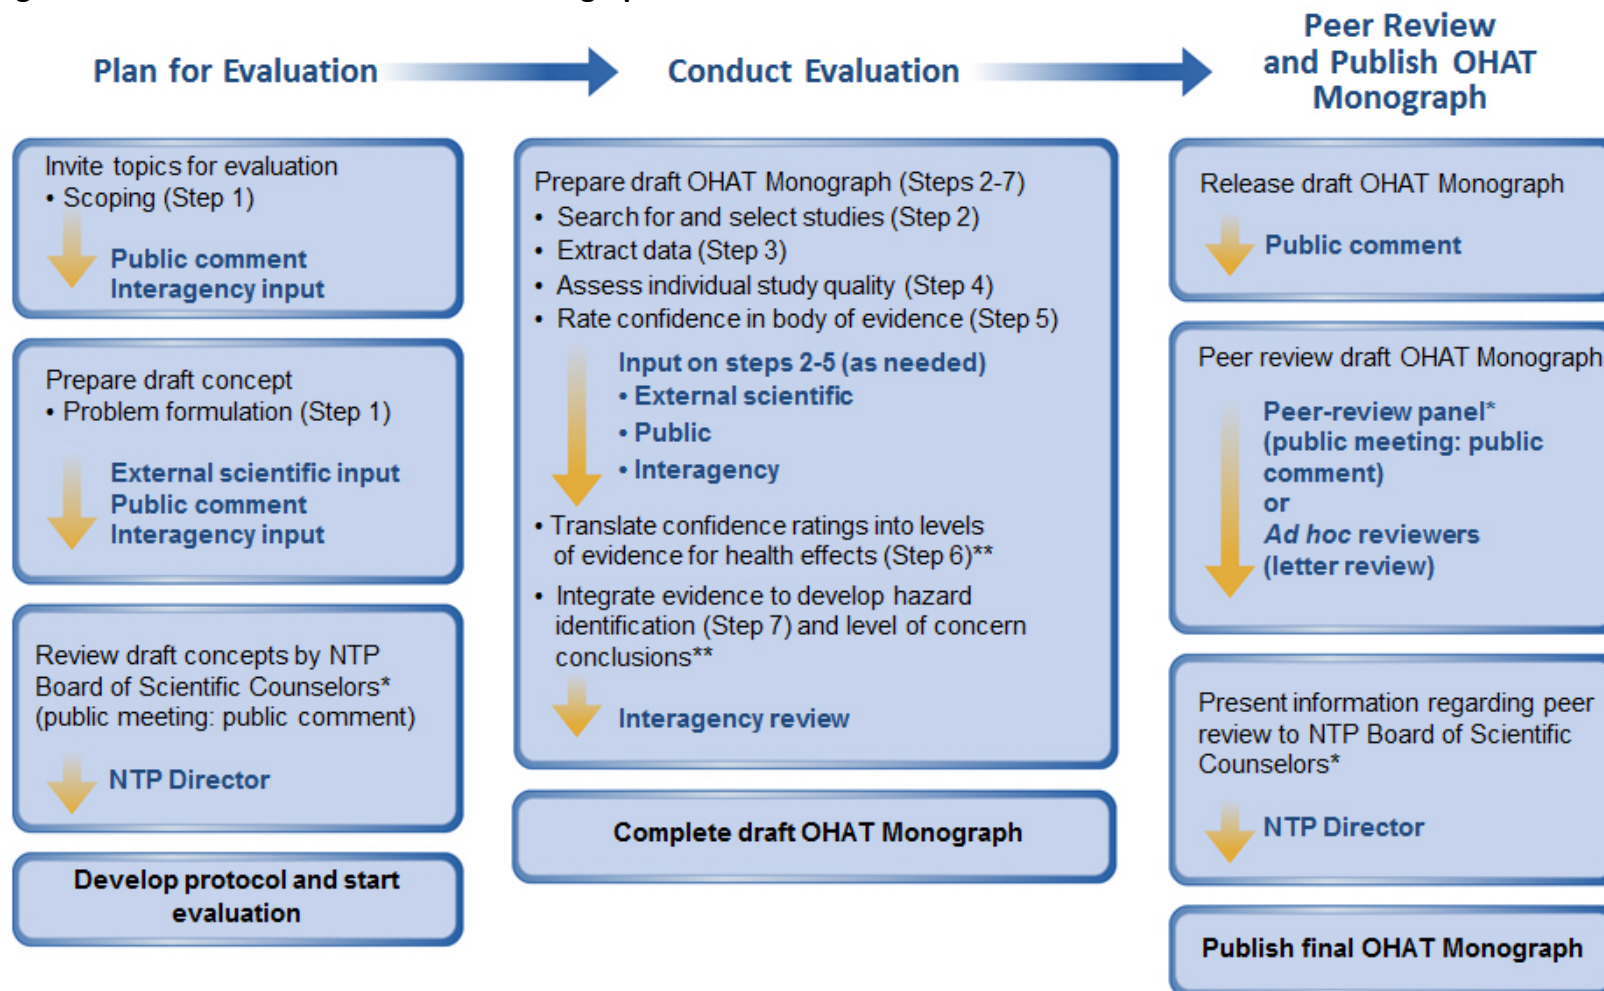 Plan for Evaluation
Invite topics for evaluation
• Scoping (Step 1)
Public comment
Interagency input
Prepare draft concept
• Problem formulation (Step 1)
External scientific input
Public comment
Interagency input
Review draft concepts by NTP
Board of Scientific Counselors*
(public meeting: public comment)
NTP Director
Develop protocol and start
evaluation
Conduct Evaluation
Prepare draft OHAT Monograph (Steps 2-7)
• Search for and select studies (Step 2)
• Extract data (Step 3)
• Assess individual study quality (Step 4)
• Rate confidence in body of evidence (Step 5)
Input on steps 2-5 (as needed)
• External scientific
• Public
• Interagency
• Translate confidence ratings into levels
of evidence for health effects (Step 6)**
• Integrate evidence to develop hazard
identification (Step 7) and level of concern
conclusions**
Interagency review
Complete draft OHAT Monograph
Peer Review
and Publish OHAT
Monograph
Release draft OHAT Monograph
Public comment
Peer review draft OHAT Monograph
Peer-review panel*
(public meeting: public
comment)
or
Ad hoc reviewers
(letter review)
Present information regarding peer
review to NTP Board of Scientific
Counselors*
NTP Director
Publish final OHAT Monograph